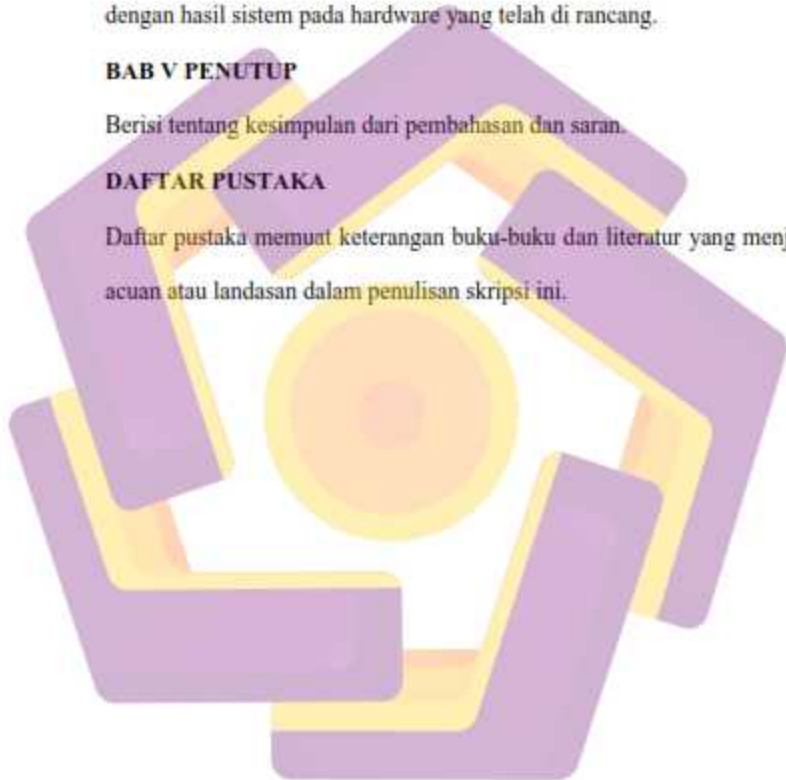 dengan hasil sistem pada hardware yang telah di rancang.
BAB V PENUTUP
Berisi tentang kesimpulan dari pembahasan dan saran.
DAFTAR PUSTAKA
Daftar pustaka memuat keterangan buku-buku dan literatur yang
acuan atau landasan dalam penulisan skripsi ini.